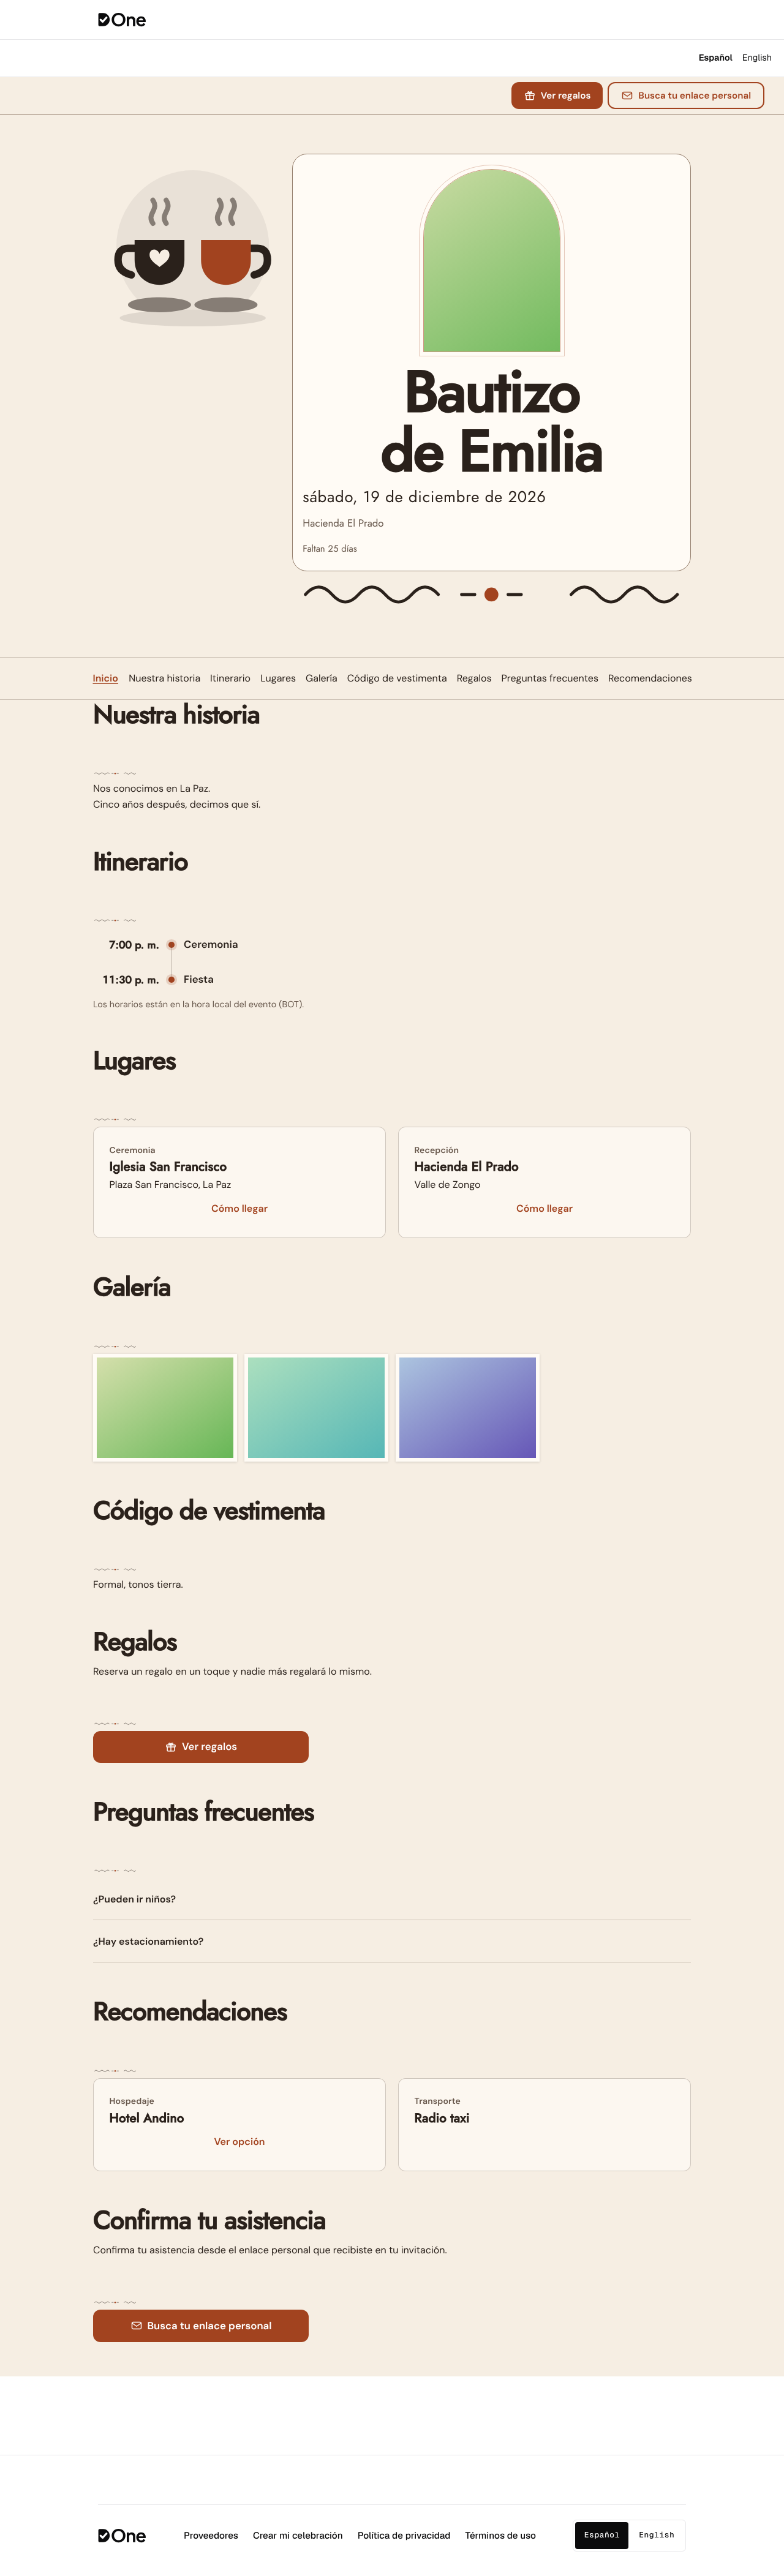 One
Español English
Ver regalos Busca tu enlace personal
Bautizo
de Emilia
sábado, 19 de diciembre de 2026
Hacienda El Prado
Faltan 25 días
Inicio Nuestra historia Itinerario Lugares Galería Código de vestimenta Regalos Preguntas frecuentes Recomendaciones
Nuestra historia
Nos conocimos en La Paz.
Cinco años después, decimos que sí.
Itinerario
7:00 p. m. Ceremonia
11:30 p. m. Fiesta
Los horarios están en la hora local del evento (BOT).
Lugares
Ceremonia
Iglesia San Francisco
Plaza San Francisco, La Paz
Cómo llegar
Recepción
Hacienda El Prado
Valle de Zongo
Cómo llegar
Galería
Código de vestimenta
Formal, tonos tierra.
Regalos
Reserva un regalo en un toque y nadie más regalará lo mismo.
Ver regalos
Preguntas frecuentes
¿Pueden ir niños?
¿Hay estacionamiento?
Recomendaciones
Hospedaje
Hotel Andino
Ver opción
Transporte
Radio taxi
Confirma tu asistencia
Confirma tu asistencia desde el enlace personal que recibiste en tu invitación.
Busca tu enlace personal
One
Proveedores Crear mi celebración Política de privacidad Términos de uso
Español English